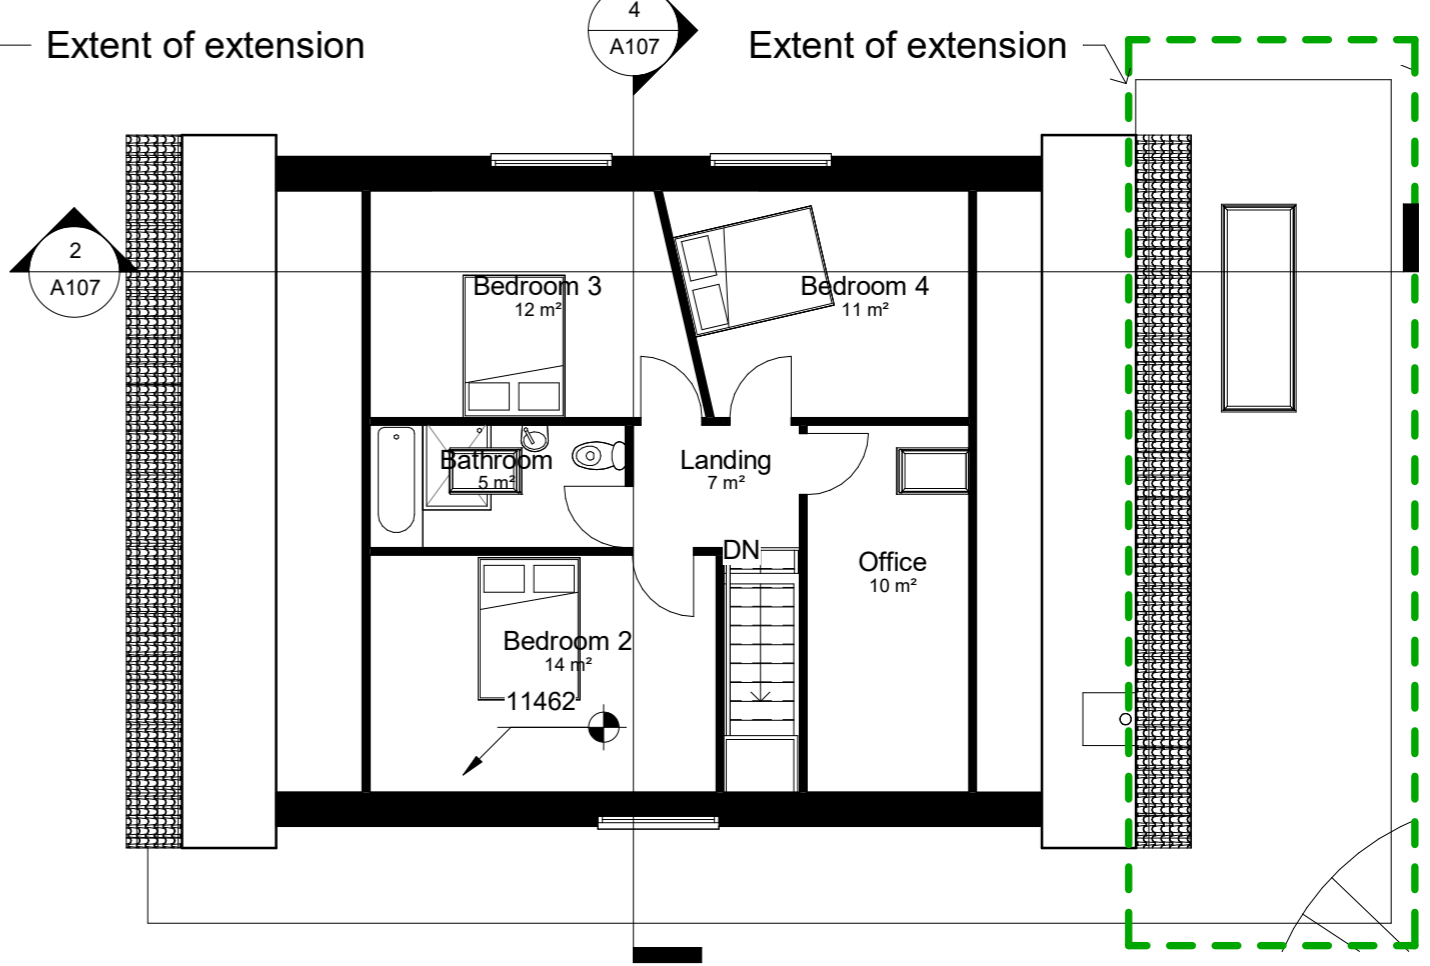 4
A107
Extent of extension
Extent of extension
2
A107
Bedroom 3
12 m²
Bedroom 4
11 m²
Bathroom
5 m²
Landing
7 m²
DN
Office
10 m²
Bedroom 2
14 m²
11462